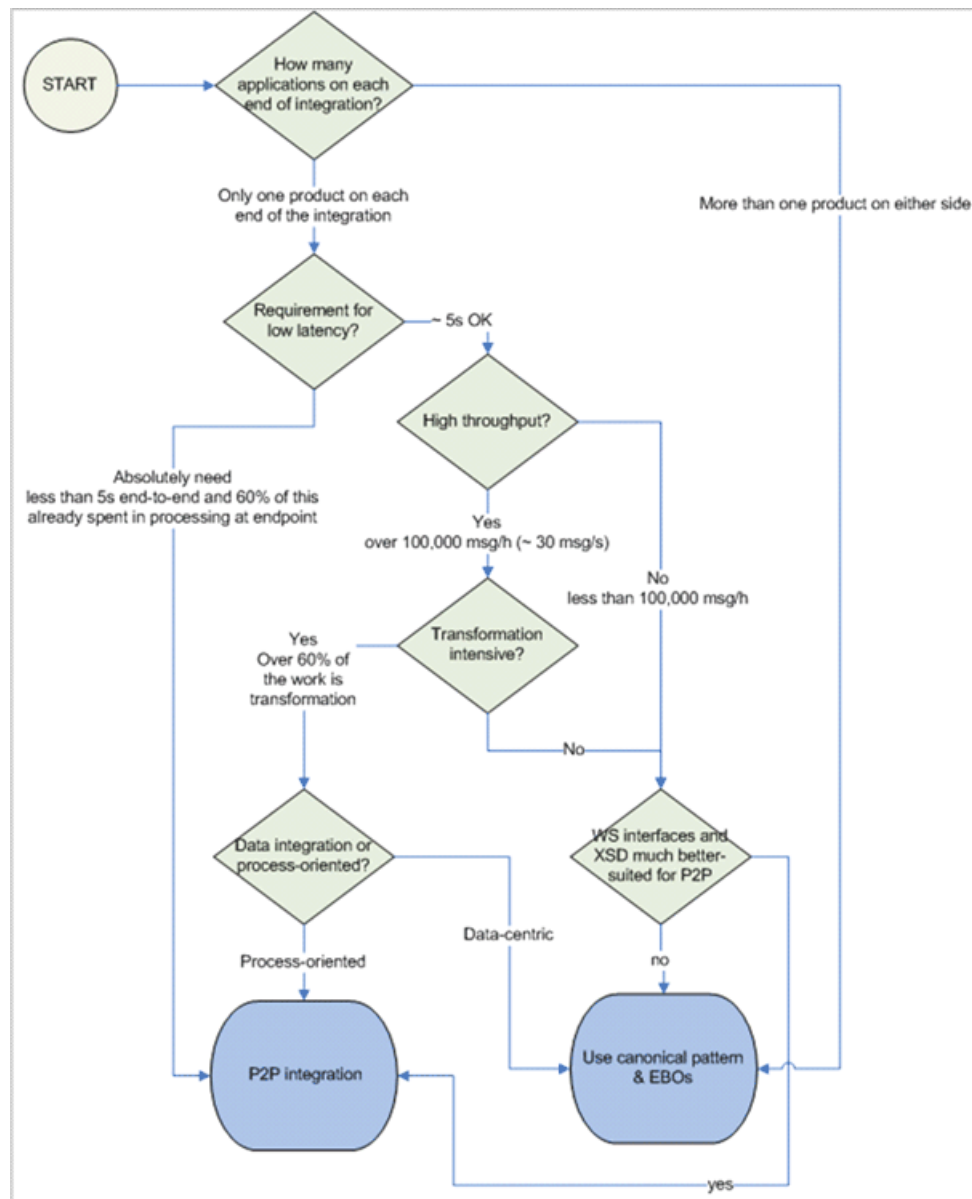 START
How many
applications on each
end of integration?
Only one product on each
end of the integration
More than one product on either side
Requirement for
low latency?
~ 5s OK
High throughput?
Absolutely need
less than 5s end-to-end and 60% of this
already spent in processing at endpoint
Yes
over 100,000 msg/h (~ 30 msg/s)
No
less than 100,000 msg/h
Transformation
intensive?
Yes
Over 60% of
the work is
transformation
No
Data integration or
process-oriented?
WS interfaces and
XSD much better-
suited for P2P
Data-centric
Process-oriented
no
P2P integration
Use canonical pattern
& EBOs
yes